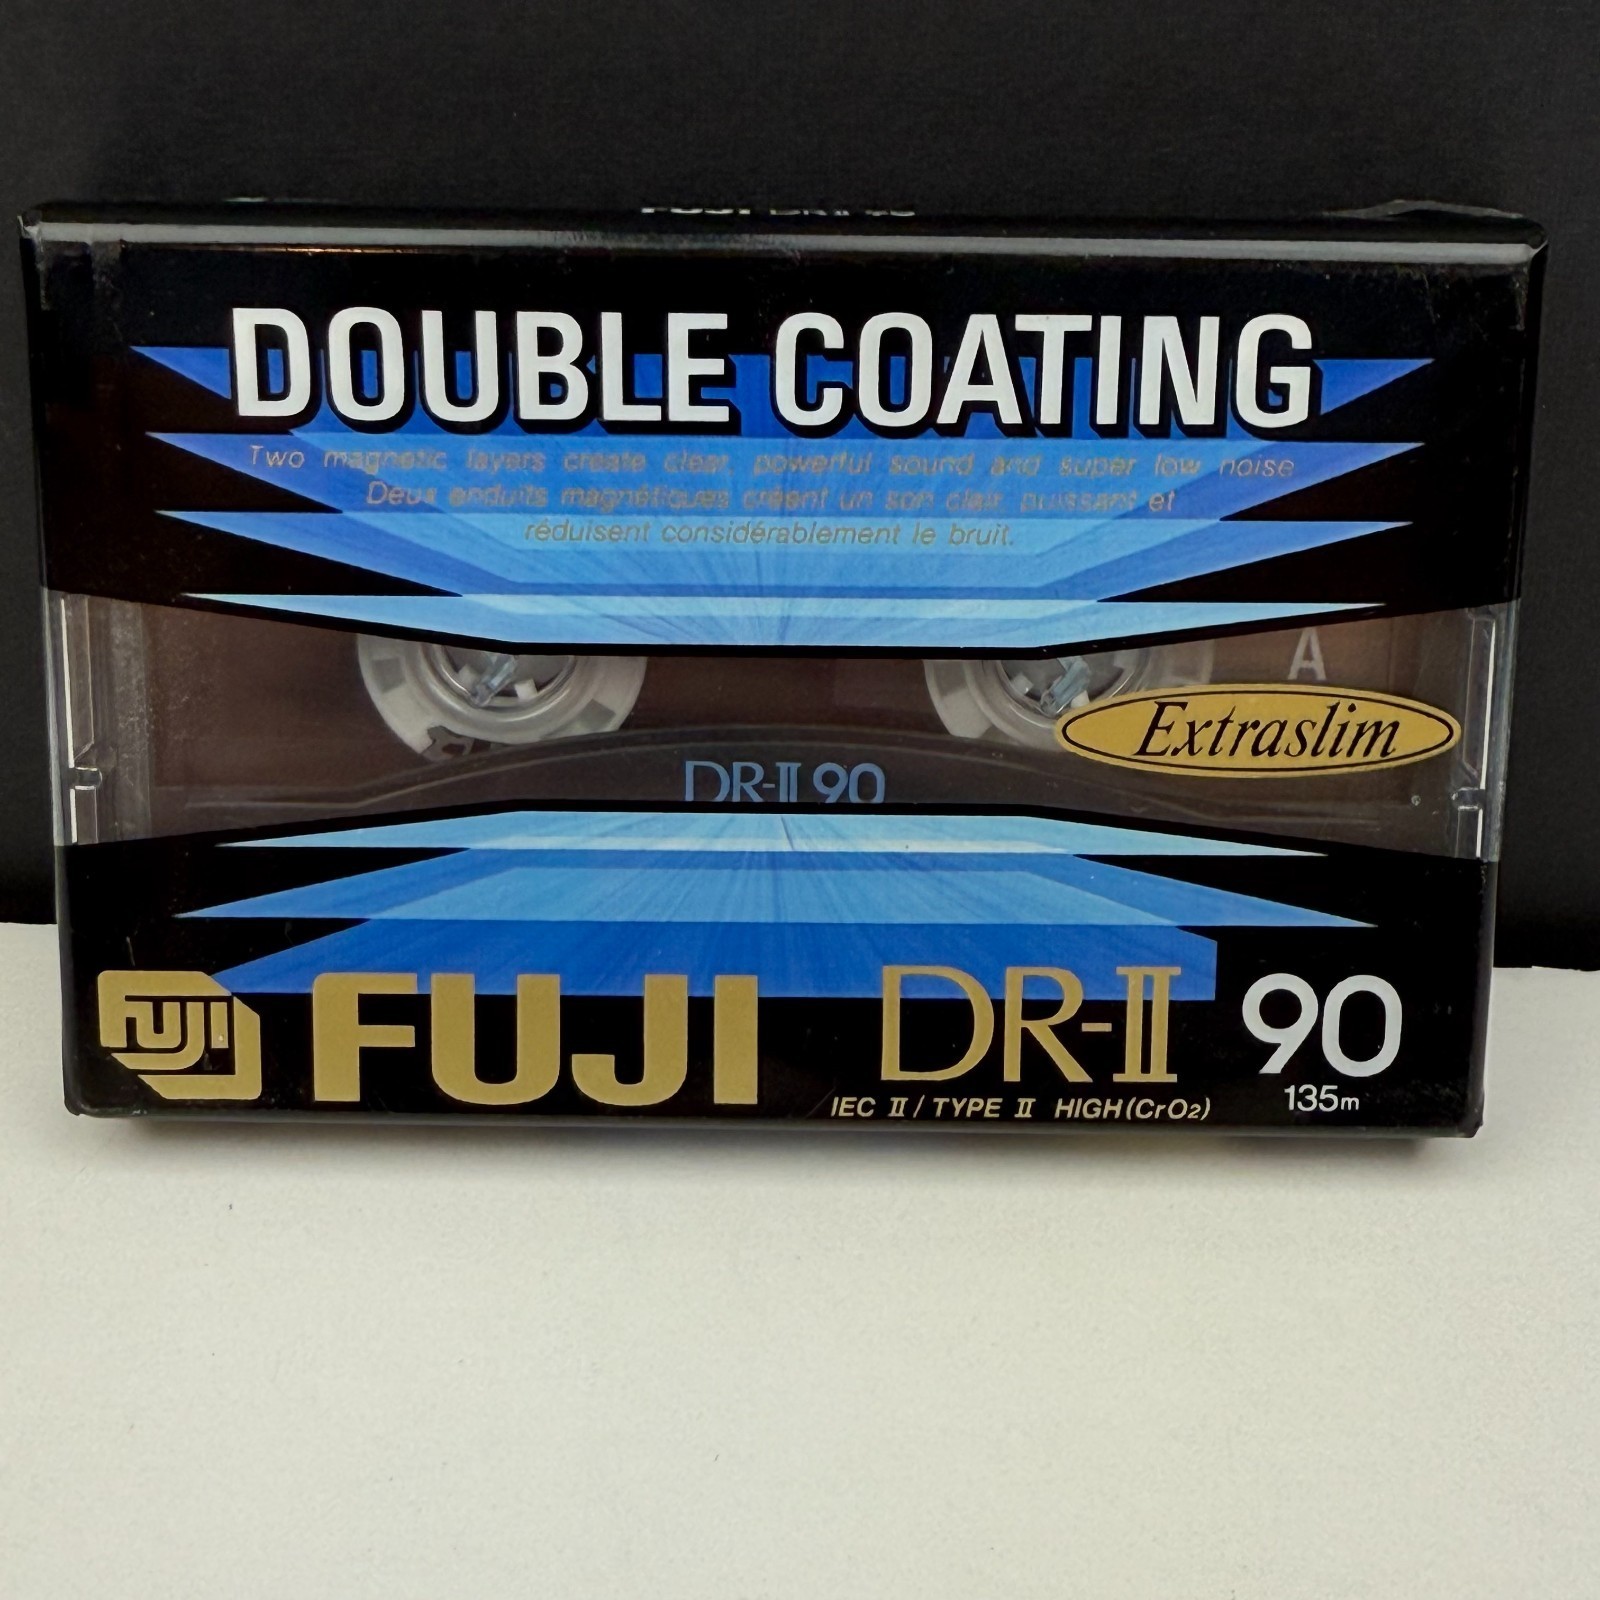 DOUBLE COATING
Two magnetic layers create clear, powerful sound and super low noise
Deux enduits magnétiques créent un son clair, puissant et
réduisent considérablement le bruit.
A
Extraslim
DR-II 90
FUJI
FUJI
DR-II
90
IEC II/TYPE II HIGH(CrO2)
135m